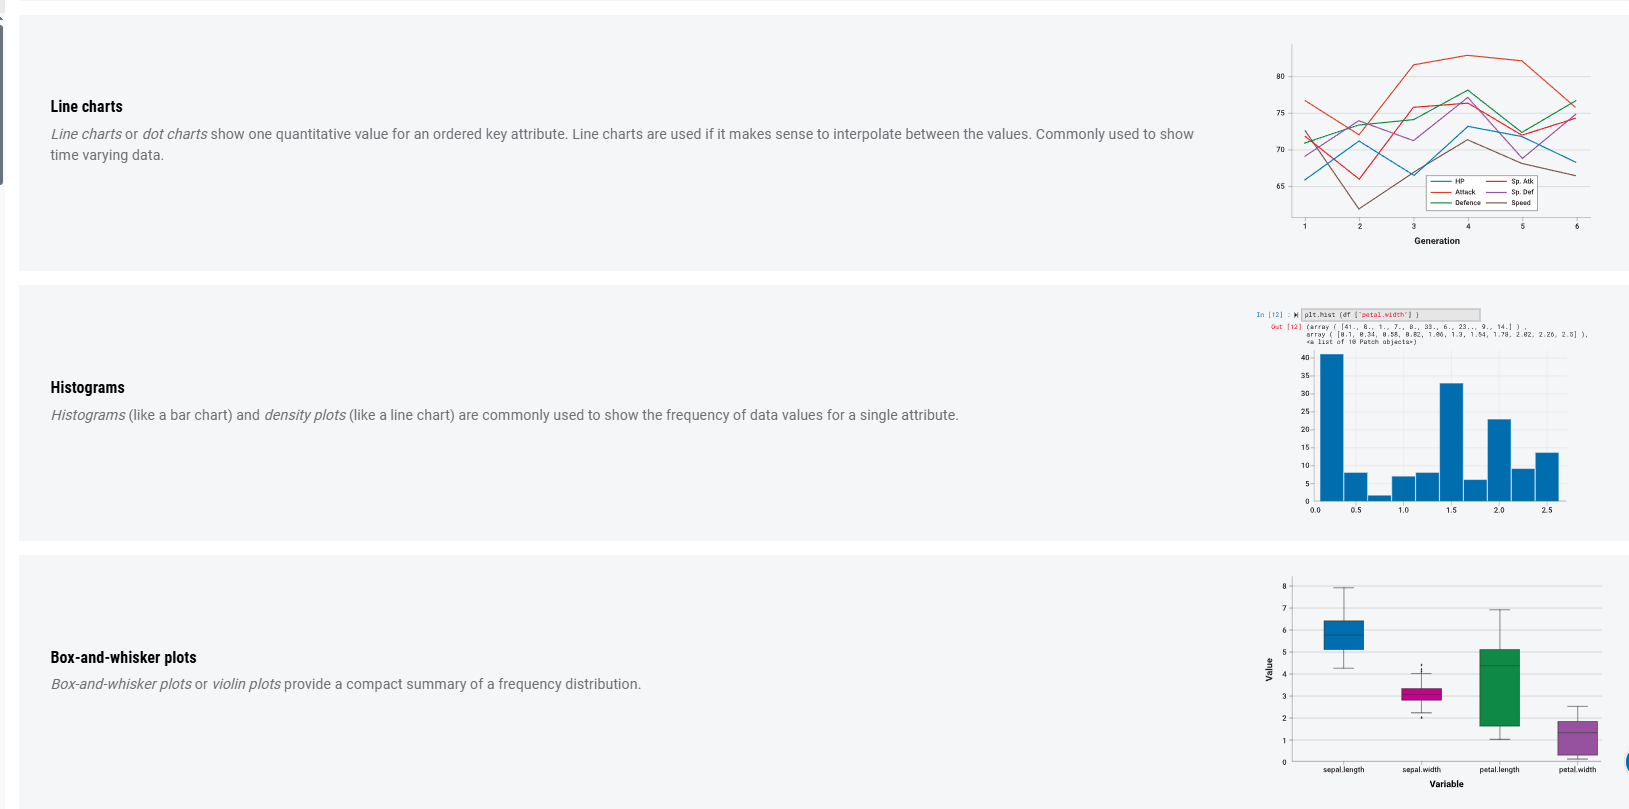 Line charts
Line charts or dot charts show one quantitative value for an ordered key attribute. Line charts are used if it makes sense to interpolate between the values. Commonly used to show
time varying data.
80
75
70
65
HP
Sp. Atk
Attack
Sp. Def
Defence
Speed
1 2 3 4 5 6
Generation
Histograms
Histograms (like a bar chart) and density plots (like a line chart) are commonly used to show the frequency of data values for a single attribute.
In [12] :
plt.hist (df ['petal.width'] )
Out [12] (array ( [41., 8., 1., 7., 8., 33., 6., 23.., 9., 14.] ) ,
array ( [0.1, 0.34, 0.58, 0.82, 1.06, 1.3, 1.54, 1.78, 2.02, 2.26, 2.5] ),
<a list of 10 Patch objects>)
40
35
30
25
20
15
10
5
0
0.0 0.5 1.0 1.5 2.0 2.5
Box-and-whisker plots
Box-and-whisker plots or violin plots provide a compact summary of a frequency distribution.
Value
8
7
6
5
4
3
2
1
0
sepal.length sepal.width petal.length petal.width
Variable